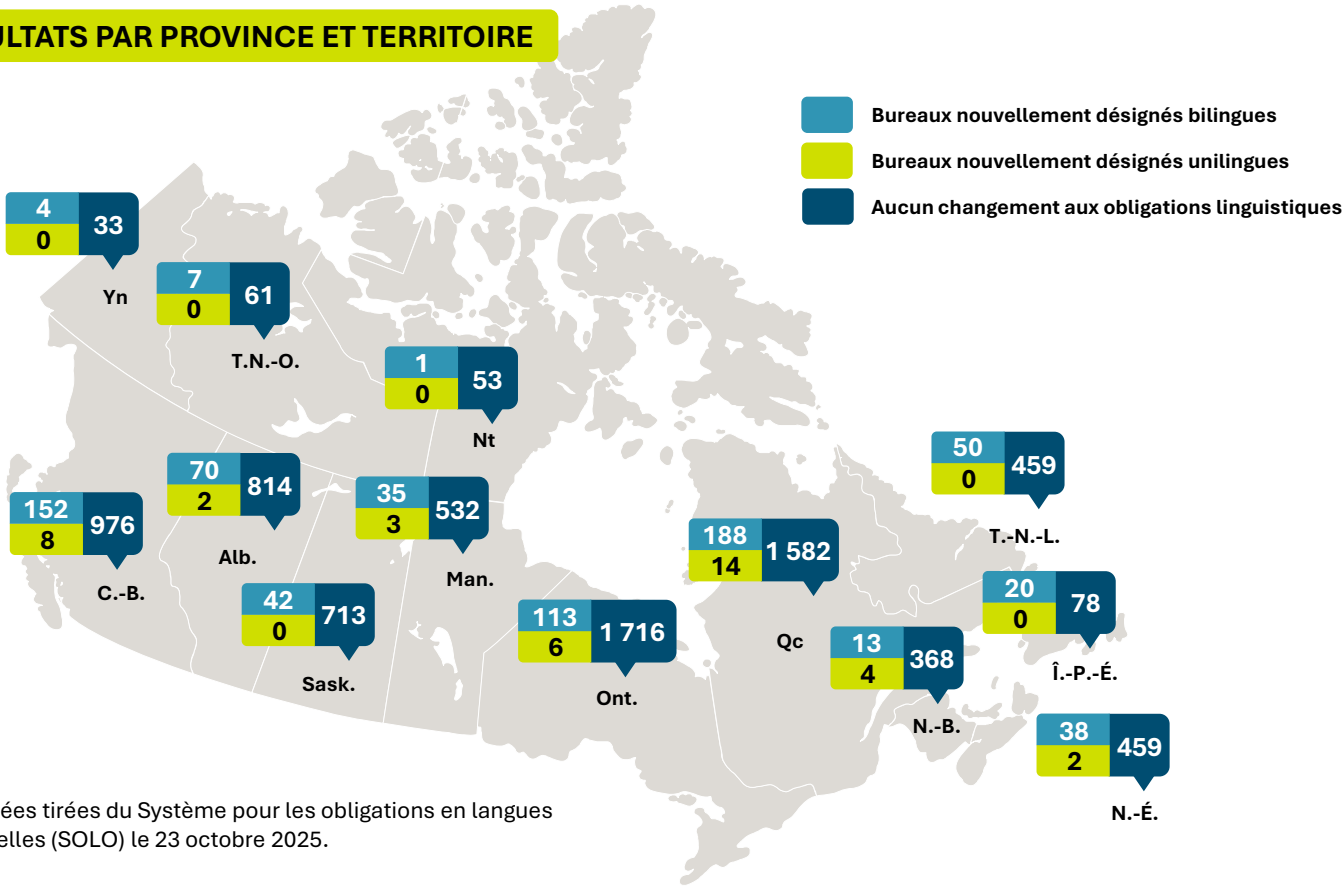 ULTATS PAR PROVINCE ET TERRITOIRE
Bureaux nouvellement désignés bilingues
Bureaux nouvellement désignés unilingues
Aucun changement aux obligations linguistiques
4
0
33
Yn
7
0
61
T.N.-O.
1
0
53
Nt
50
0
459
T.-N.-L.
70
2
814
Alb.
35
3
532
Man.
152
8
976
C.-B.
188
14
1 582
Qc
20
0
78
Î.-P.-É.
42
0
713
Sask.
113
6
1 716
Ont.
13
4
368
N.-B.
38
2
459
N.-É.
ées tirées du Système pour les obligations en langues
elles (SOLO) le 23 octobre 2025.